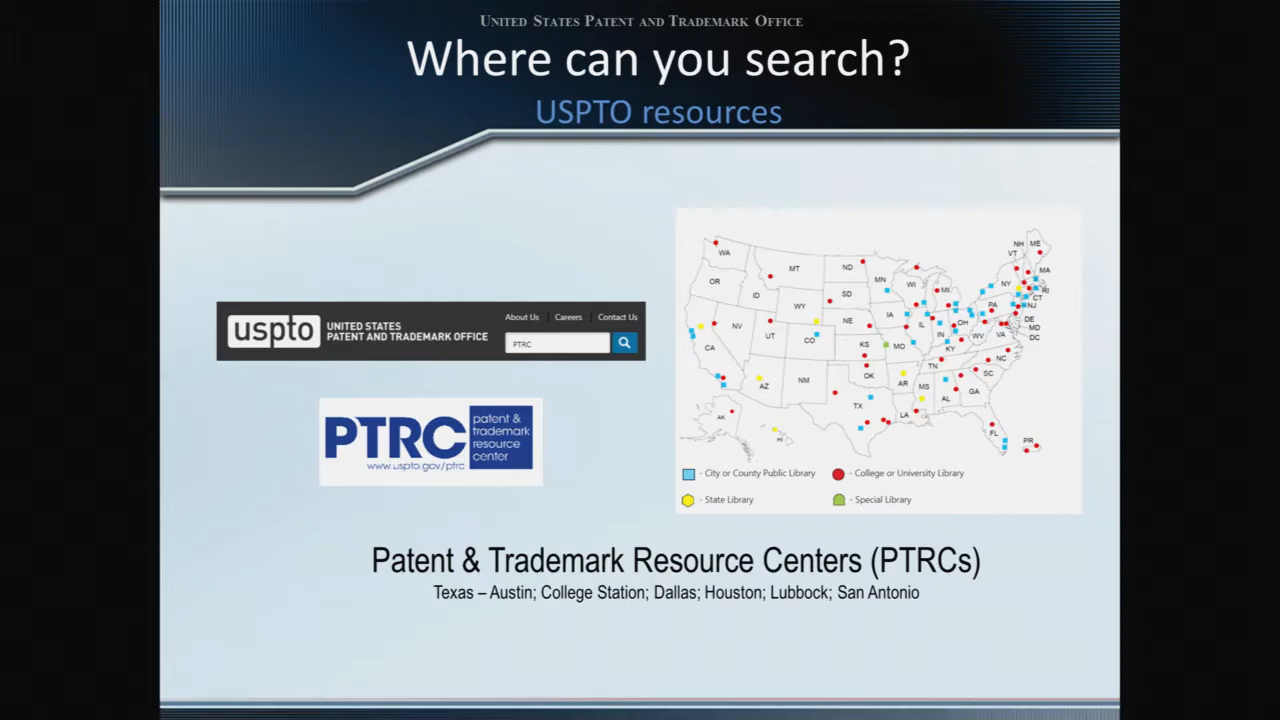 UNITED STATES PATENT AND TRADEMARK OFFICE
Where can you search?
USPTO resources
About Us Careers Contact Us
uspto UNITED STATES
PATENT AND TRADEMARK OFFICE
PTRC
PTRC
patent &
trademark
resource
center
www.uspto.gov/ptrc
WA
MT
ND
MN
NH
ME
VT
OR
ID
WY
SD
WI
MI
NY
MA
RI
CT
NJ
NV
UT
CO
NE
IA
IL
IN
OH
PA
DE
MD
DC
CA
KS
MO
KY
WV
VA
AZ
NM
OK
AR
TN
NC
SC
TX
LA
MS
AL
GA
AK
HI
FL
PR
- City or County Public Library
- College or University Library
- State Library
- Special Library
Patent & Trademark Resource Centers (PTRCs)
Texas – Austin; College Station; Dallas; Houston; Lubbock; San Antonio